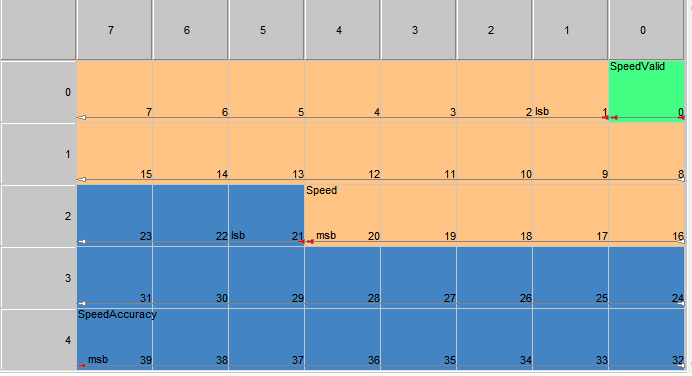 7 6 5 4 3 2 1 0
SpeedValid
0 7 6 5 4 3 2 lsb 1 0
1 15 14 13 12 11 10 9 8
Speed
2 23 22 lsb 21 msb 20 19 18 17 16
3 31 30 29 28 27 26 25 24
SpeedAccuracy
4 msb 39 38 37 36 35 34 33 32